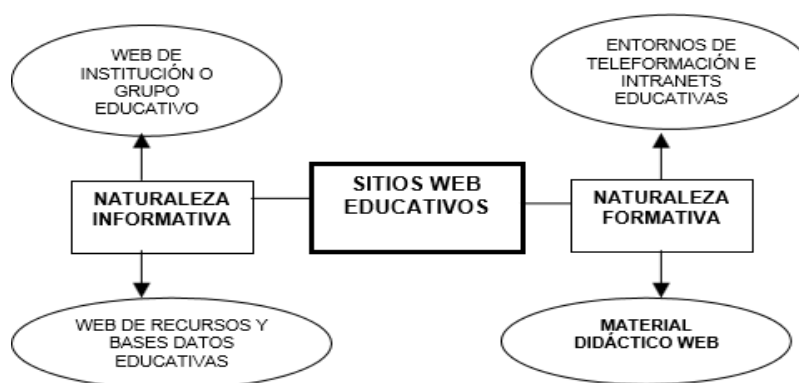 WEB DE
INSTITUCIÓN O
GRUPO
EDUCATIVO
ENTORNOS DE
TELEFORMACIÓN E
INTRANETS
EDUCATIVAS
NATURALEZA
INFORMATIVA
SITIOS WEB
EDUCATIVOS
NATURALEZA
FORMATIVA
WEB DE RECURSOS Y
BASES DATOS
EDUCATIVAS
MATERIAL
DIDÁCTICO WEB